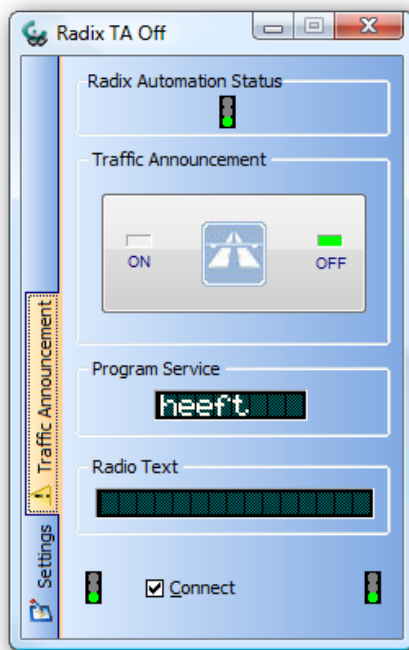 Radix TA Off
Radix Automation Status
Traffic Announcement
ON
OFF
Program Service
heeft
Radio Text
Connect
Traffic Announcement
Settings